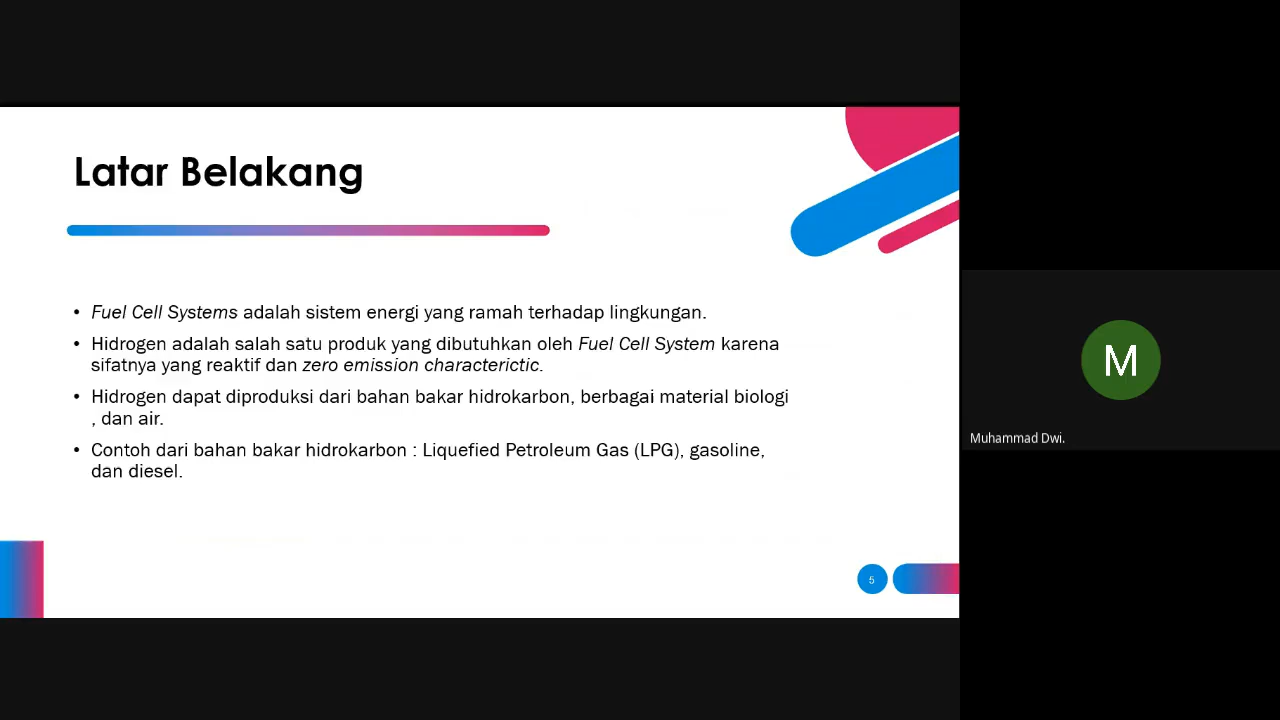 Latar Belakang
• Fuel Cell Systems adalah sistem energi yang ramah terhadap lingkungan.
• Hidrogen adalah salah satu produk yang dibutuhkan oleh Fuel Cell System karena
sifatnya yang reaktif dan zero emission characterictic.
• Hidrogen dapat diproduksi dari bahan bakar hidrokarbon, berbagai material biologi
, dan air.
• Contoh dari bahan bakar hidrokarbon : Liquefied Petroleum Gas (LPG), gasoline,
dan diesel.
5
M
Muhammad Dwi.